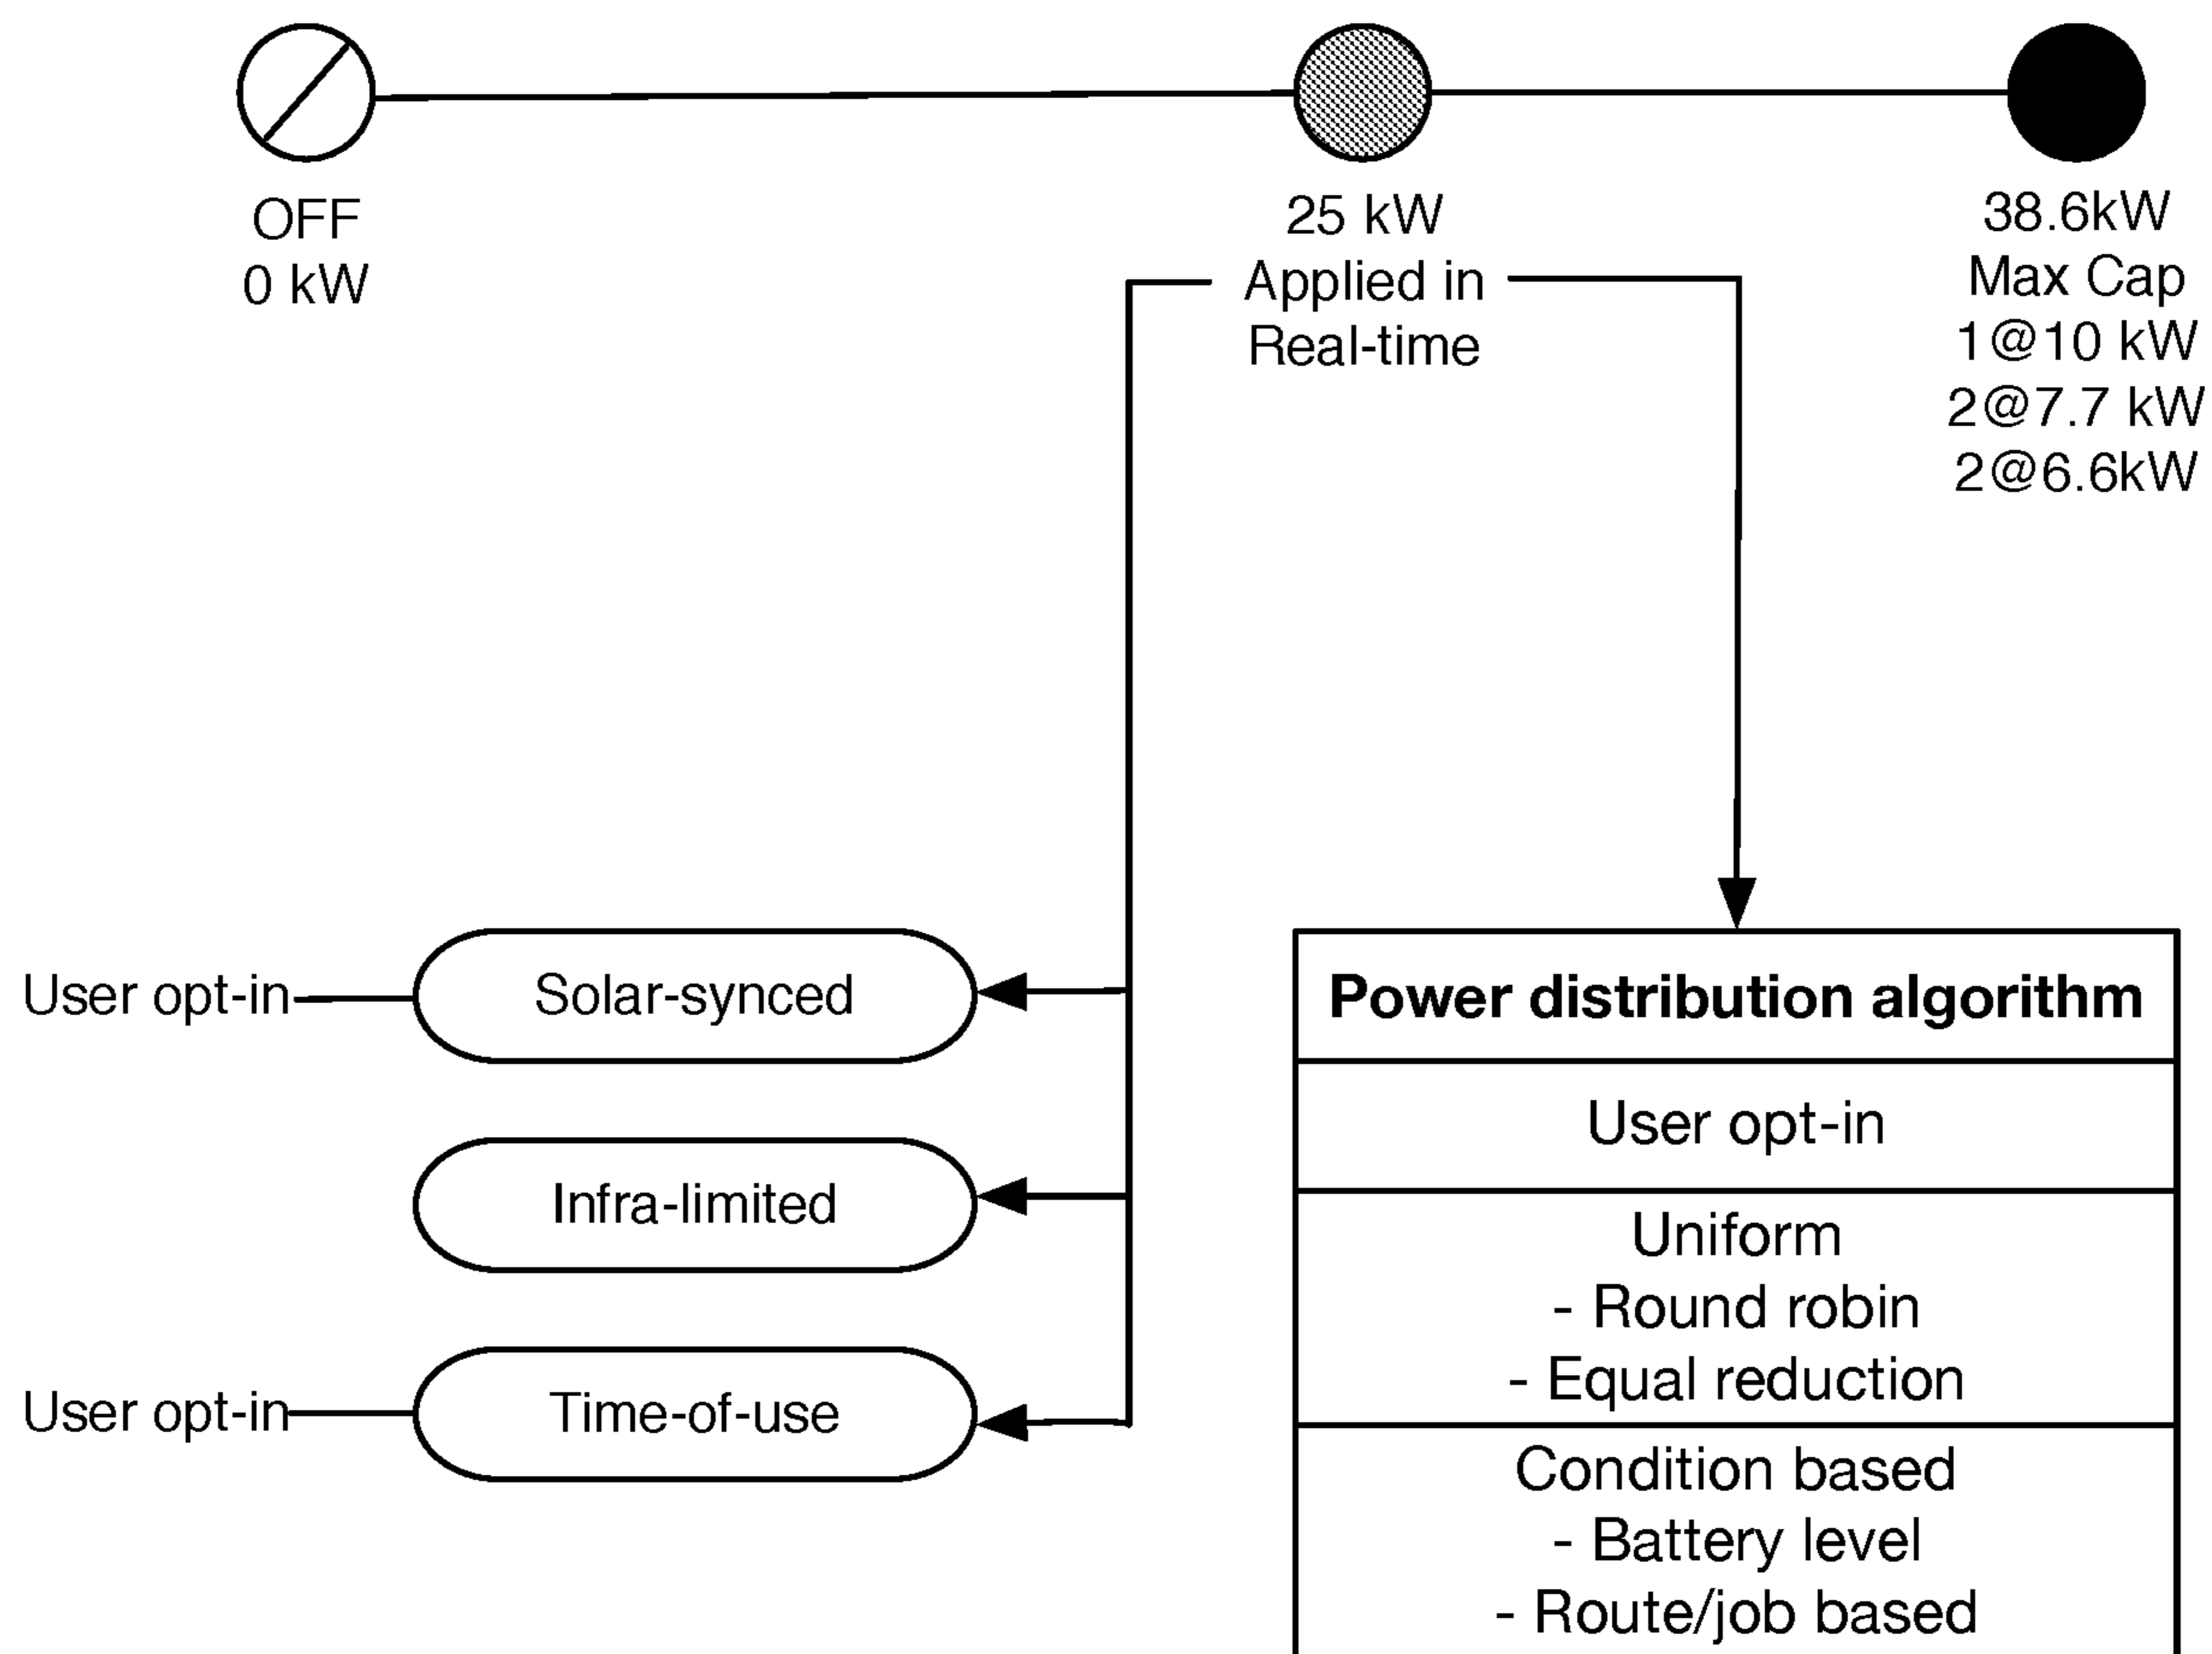 OFF
0 kW
25 kW
Applied in
Real-time
38.6kW
Max Cap
1@10 kW
2@7.7 kW
2@6.6kW
User opt-in
Solar-synced
Infra-limited
User opt-in
Time-of-use
Power distribution algorithm
User opt-in
Uniform
- Round robin
- Equal reduction
Condition based
- Battery level
- Route/job based